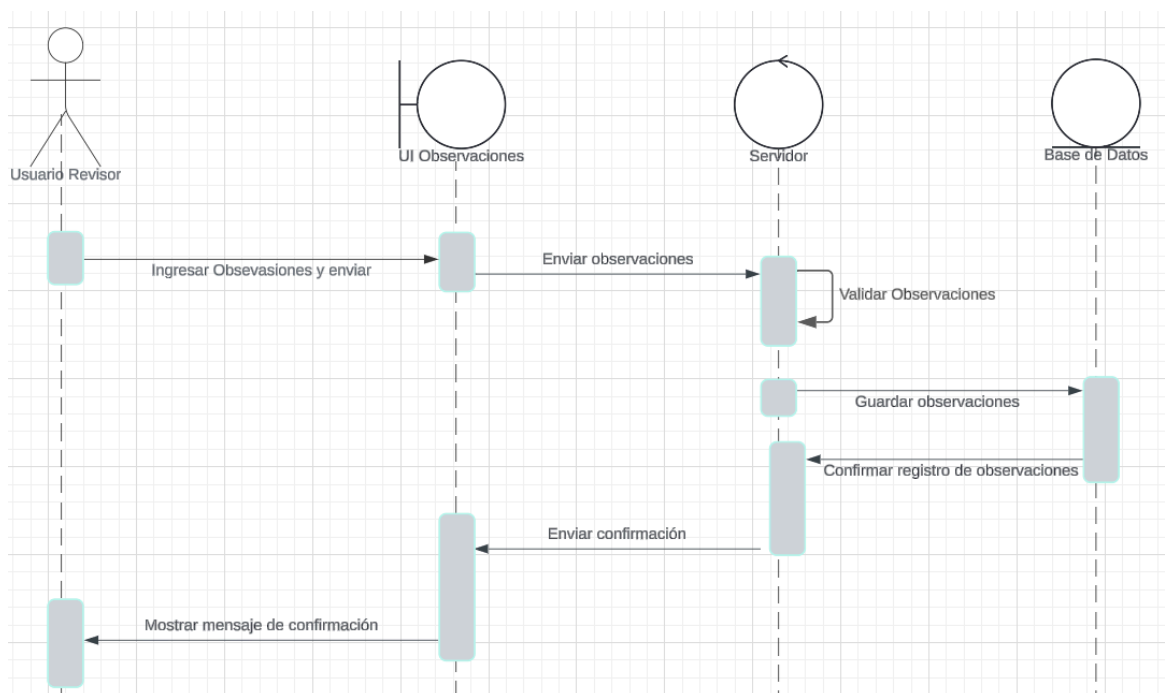 UI Observaciones
Servidor
Base de Datos
Usuario Revisor
Ingresar Obsevasiones y enviar
Enviar observaciones
Validar Observaciones
Guardar observaciones
Confirmar registro de observaciones
Enviar confirmación
Mostrar mensaje de confirmación